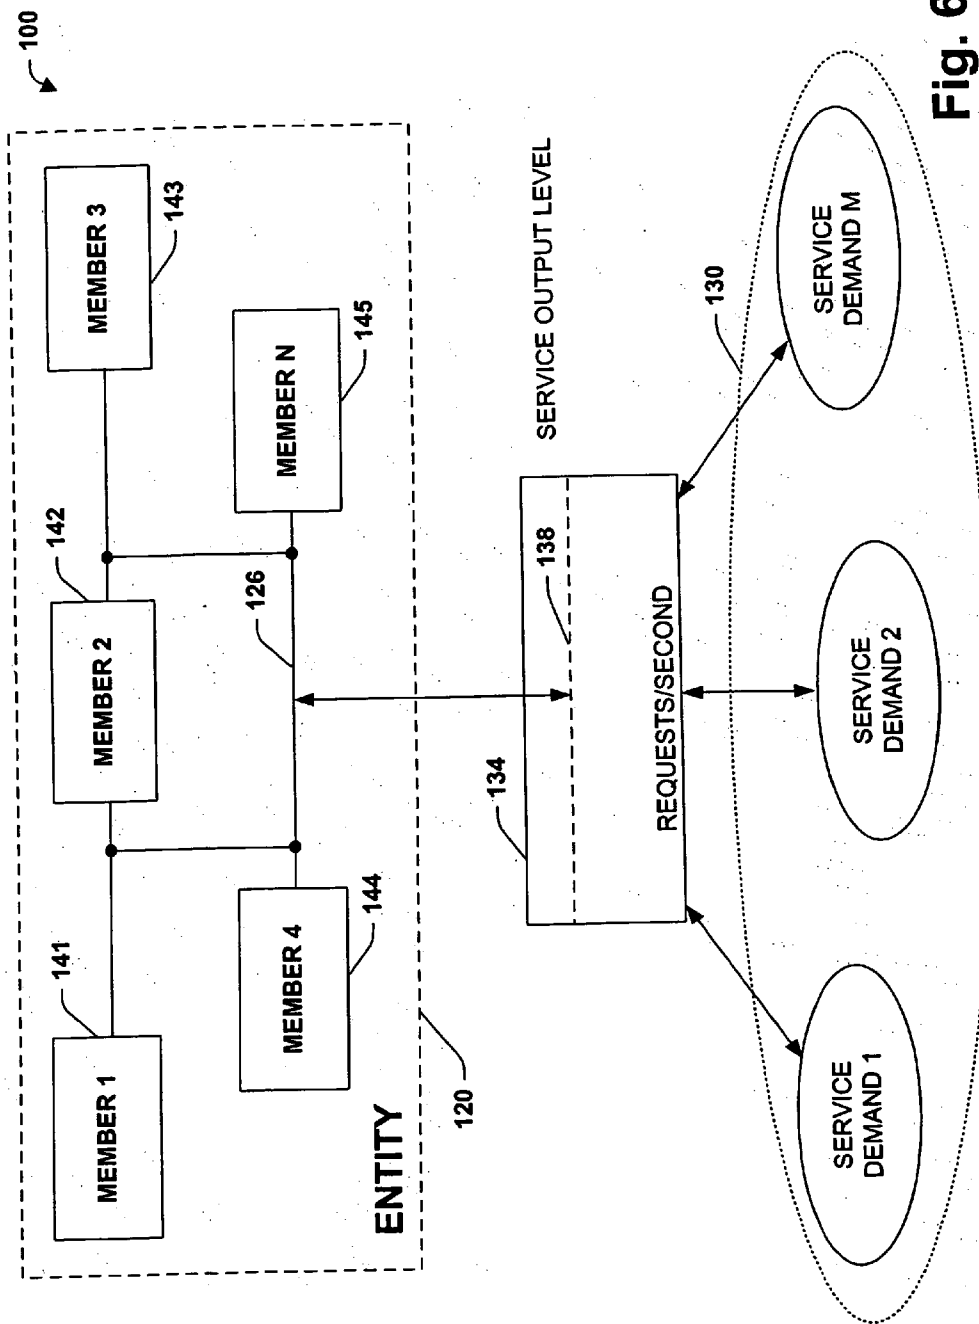 100
MEMBER 1
141
MEMBER 2
142
MEMBER 3
143
MEMBER 4
144
126
MEMBER N
145
ENTITY
120
134
138
SERVICE OUTPUT LEVEL
REQUESTS/SECOND
130
SERVICE
DEMAND 1
SERVICE
DEMAND 2
SERVICE
DEMAND M
Fig. 6